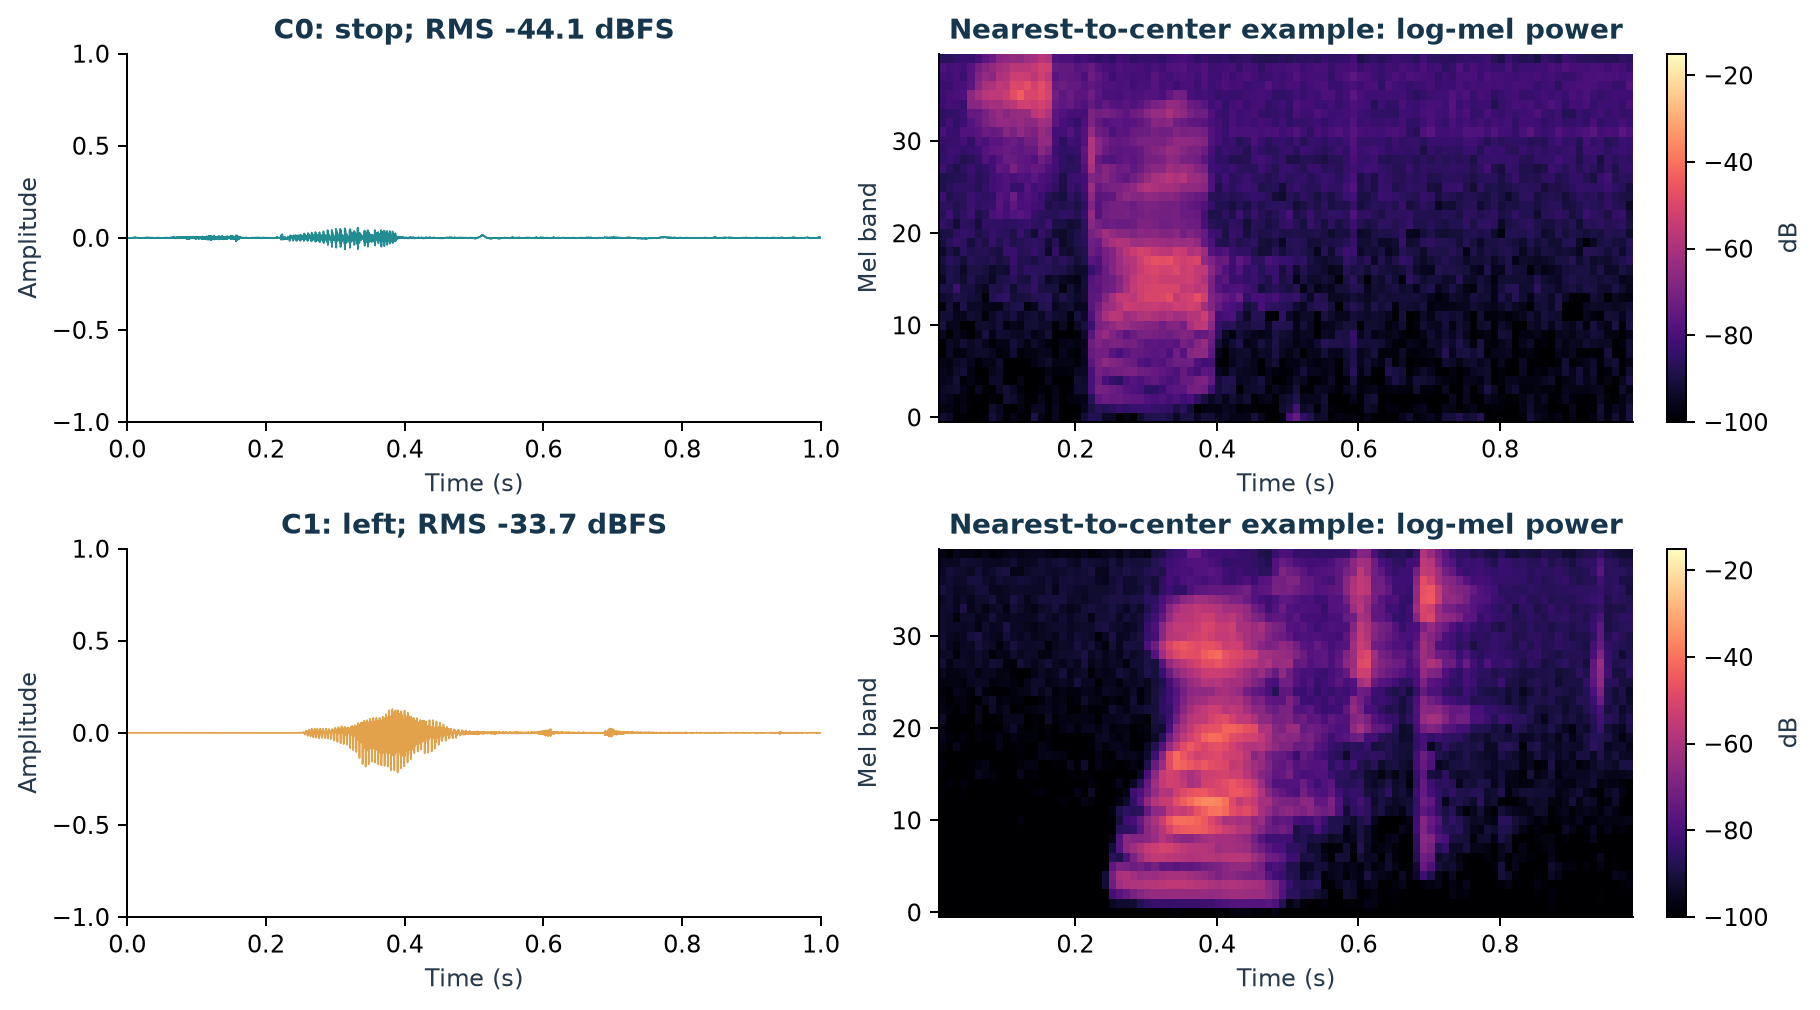 C0: stop; RMS -44.1 dBFS
Nearest-to-center example: log-mel power
1.0
0.5
0.0
−0.5
−1.0
Amplitude
0.0 0.2 0.4 0.6 0.8 1.0
Time (s)
30
20
10
0
Mel band
0.2 0.4 0.6 0.8
Time (s)
−20
−40
−60
−80
−100
dB
C1: left; RMS -33.7 dBFS
Nearest-to-center example: log-mel power
1.0
0.5
0.0
−0.5
−1.0
Amplitude
0.0 0.2 0.4 0.6 0.8 1.0
Time (s)
30
20
10
0
Mel band
0.2 0.4 0.6 0.8
Time (s)
−20
−40
−60
−80
−100
dB